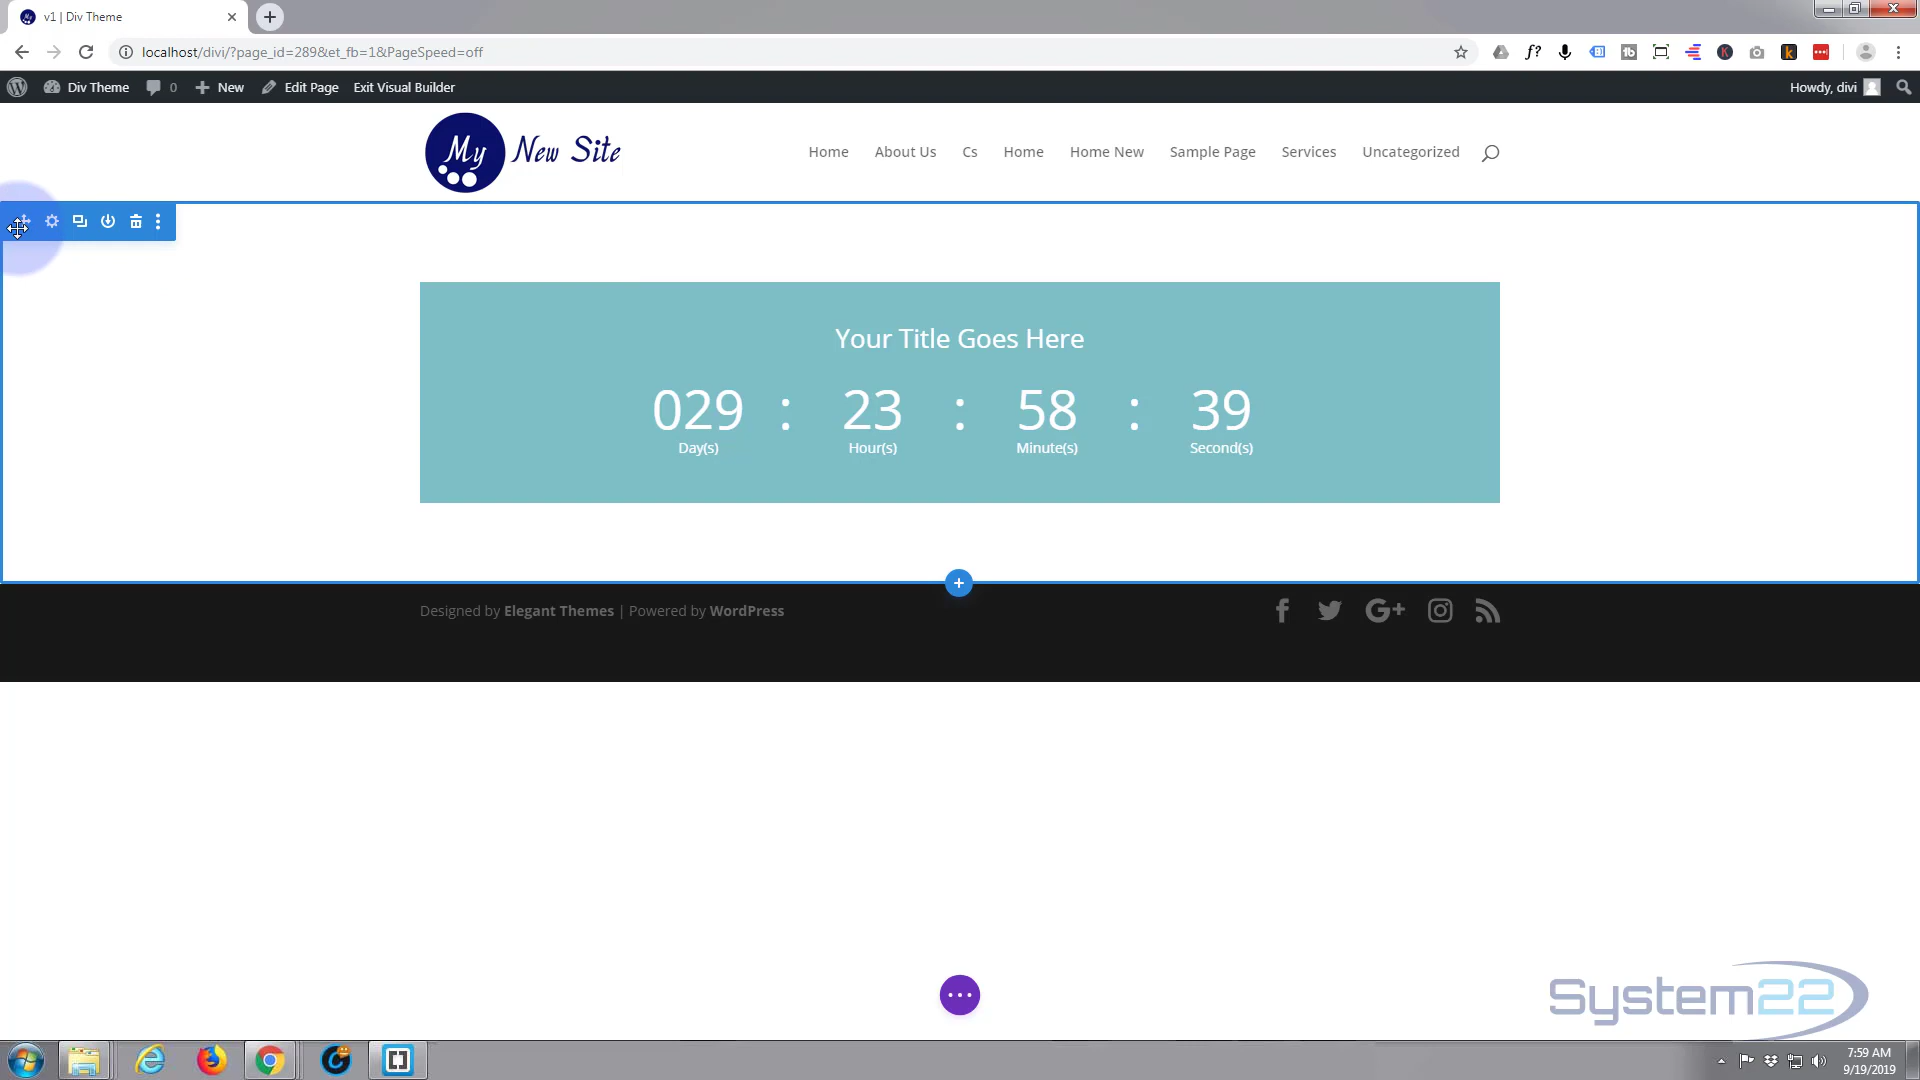 v1 | Div Theme
localhost/divi/?page_id=289&et_fb=1&PageSpeed=off
Div Theme 0 New Edit Page Exit Visual Builder Howdy, divi
My New Site
Home About Us Cs Home Home New Sample Page Services Uncategorized
Your Title Goes Here
029 : 23 : 58 : 39
Day(s) Hour(s) Minute(s) Second(s)
Designed by Elegant Themes | Powered by WordPress
System22
7:59 AM
9/19/2019